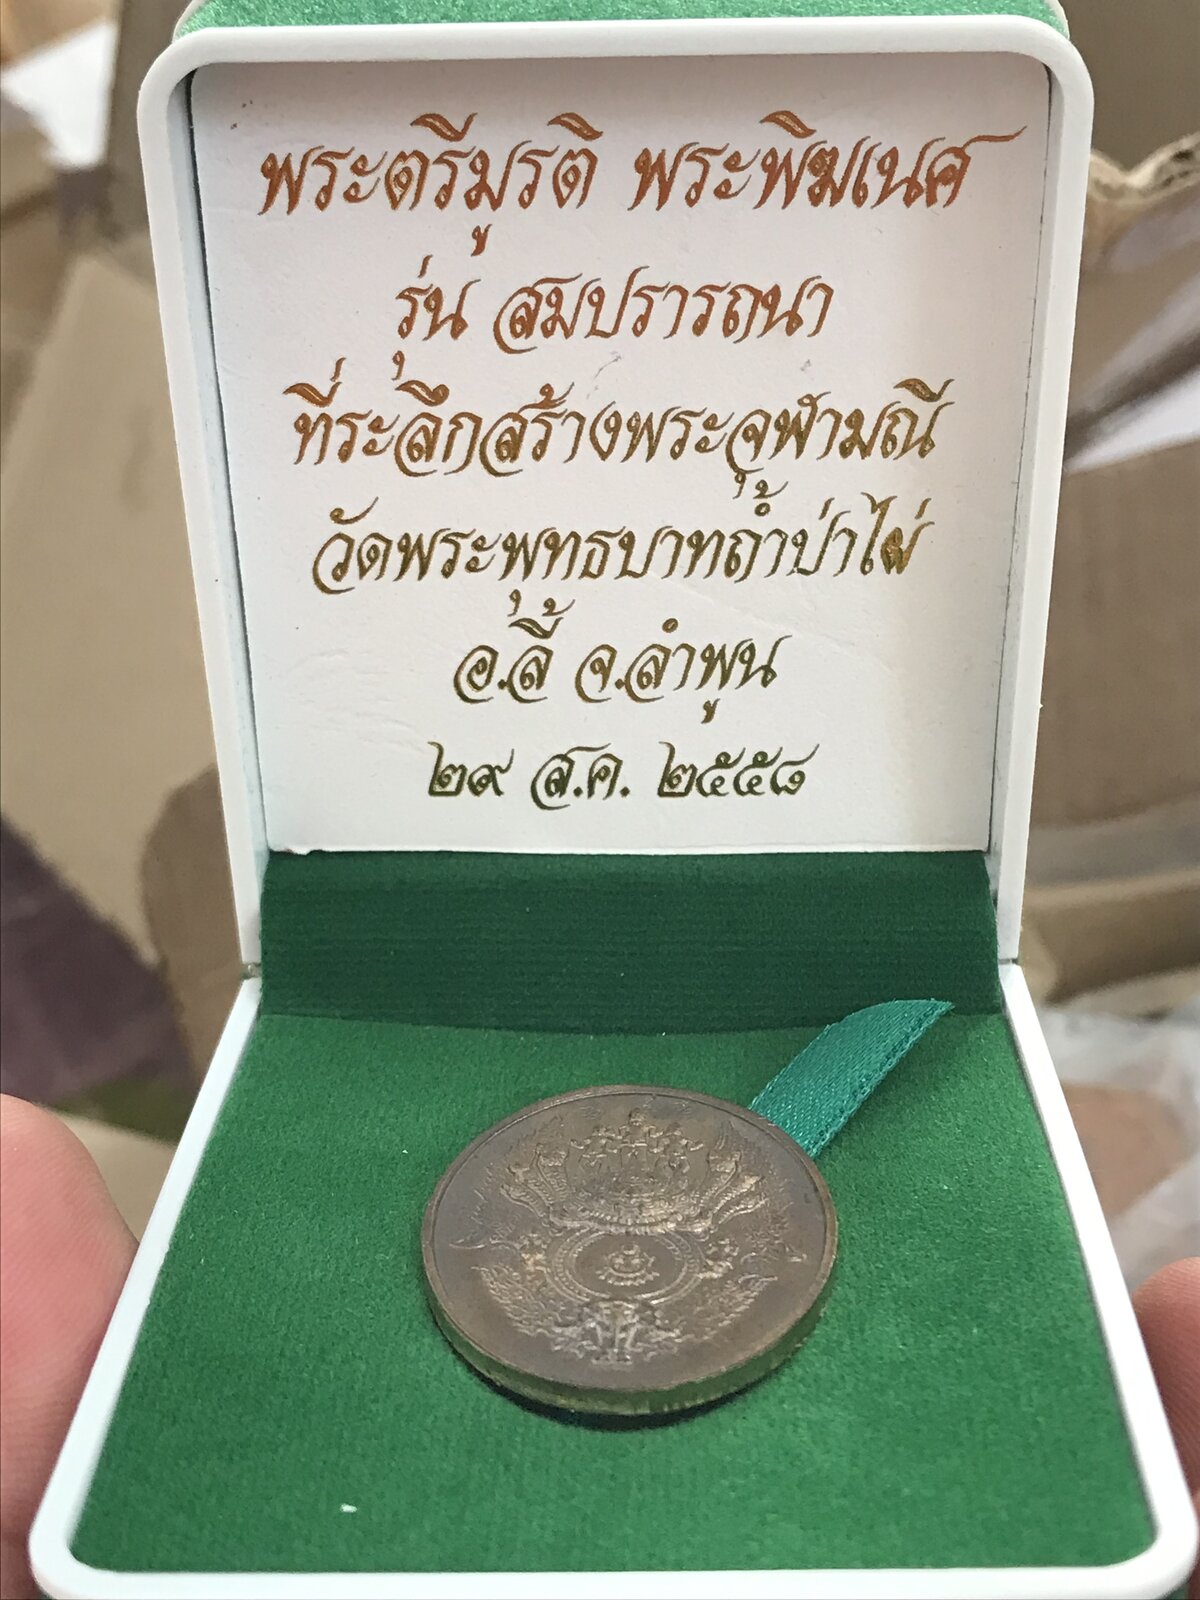 พระตรีมูรติ พระพิฆเนศ
รุ่น สมปรารถนา
ที่ระลึกสร้างพระจุฬามณี
วัดพระพุทธบาทถ้ำป่าไผ่
อ.ลี้ จ.ลำพูน
๒๙ ส.ค. ๒๕๕๘